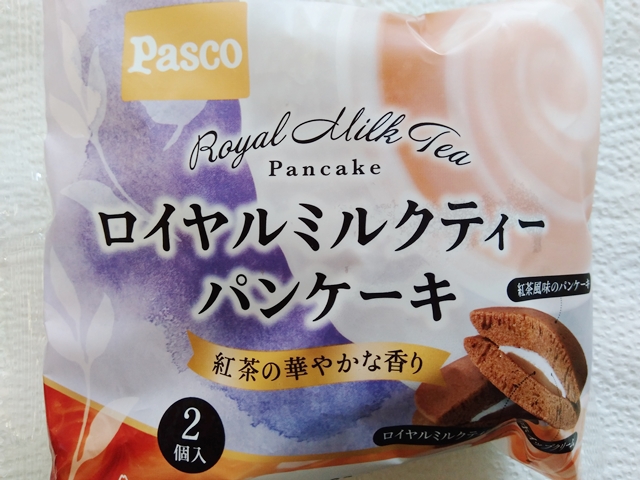 Pasco
Royal Milk Tea
Pancake
ロイヤルミルクティー
パンケーキ
紅茶風味のパンケーキ
紅茶の華やかな香り
2
個入
ロイヤルミルクテ